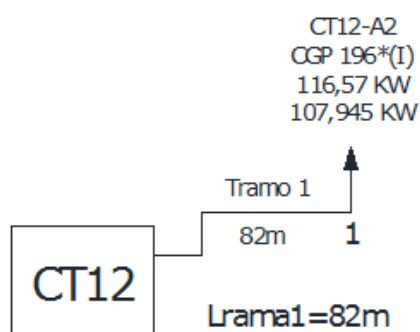 CT12-A2
CGP 196*(I)
116,57 KW
107,945 KW
Tramo 1
82m
1
CT12
Lrama1=82m